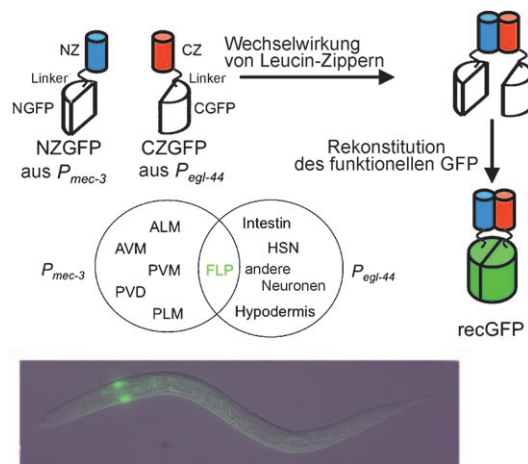 NZ
CZ
Wechselwirkung
von Leucin-Zippern
Linker
Linker
NGFP
CGFP
NZGFP
aus Pmec-3
CZGFP
aus Pegl-44
Rekonstitution
des funktionellen GFP
ALM
AVM
PVM
PVD
PLM
Pmec-3
FLP
Intestin
HSN
andere
Neuronen
Hypodermis
Pegl-44
recGFP